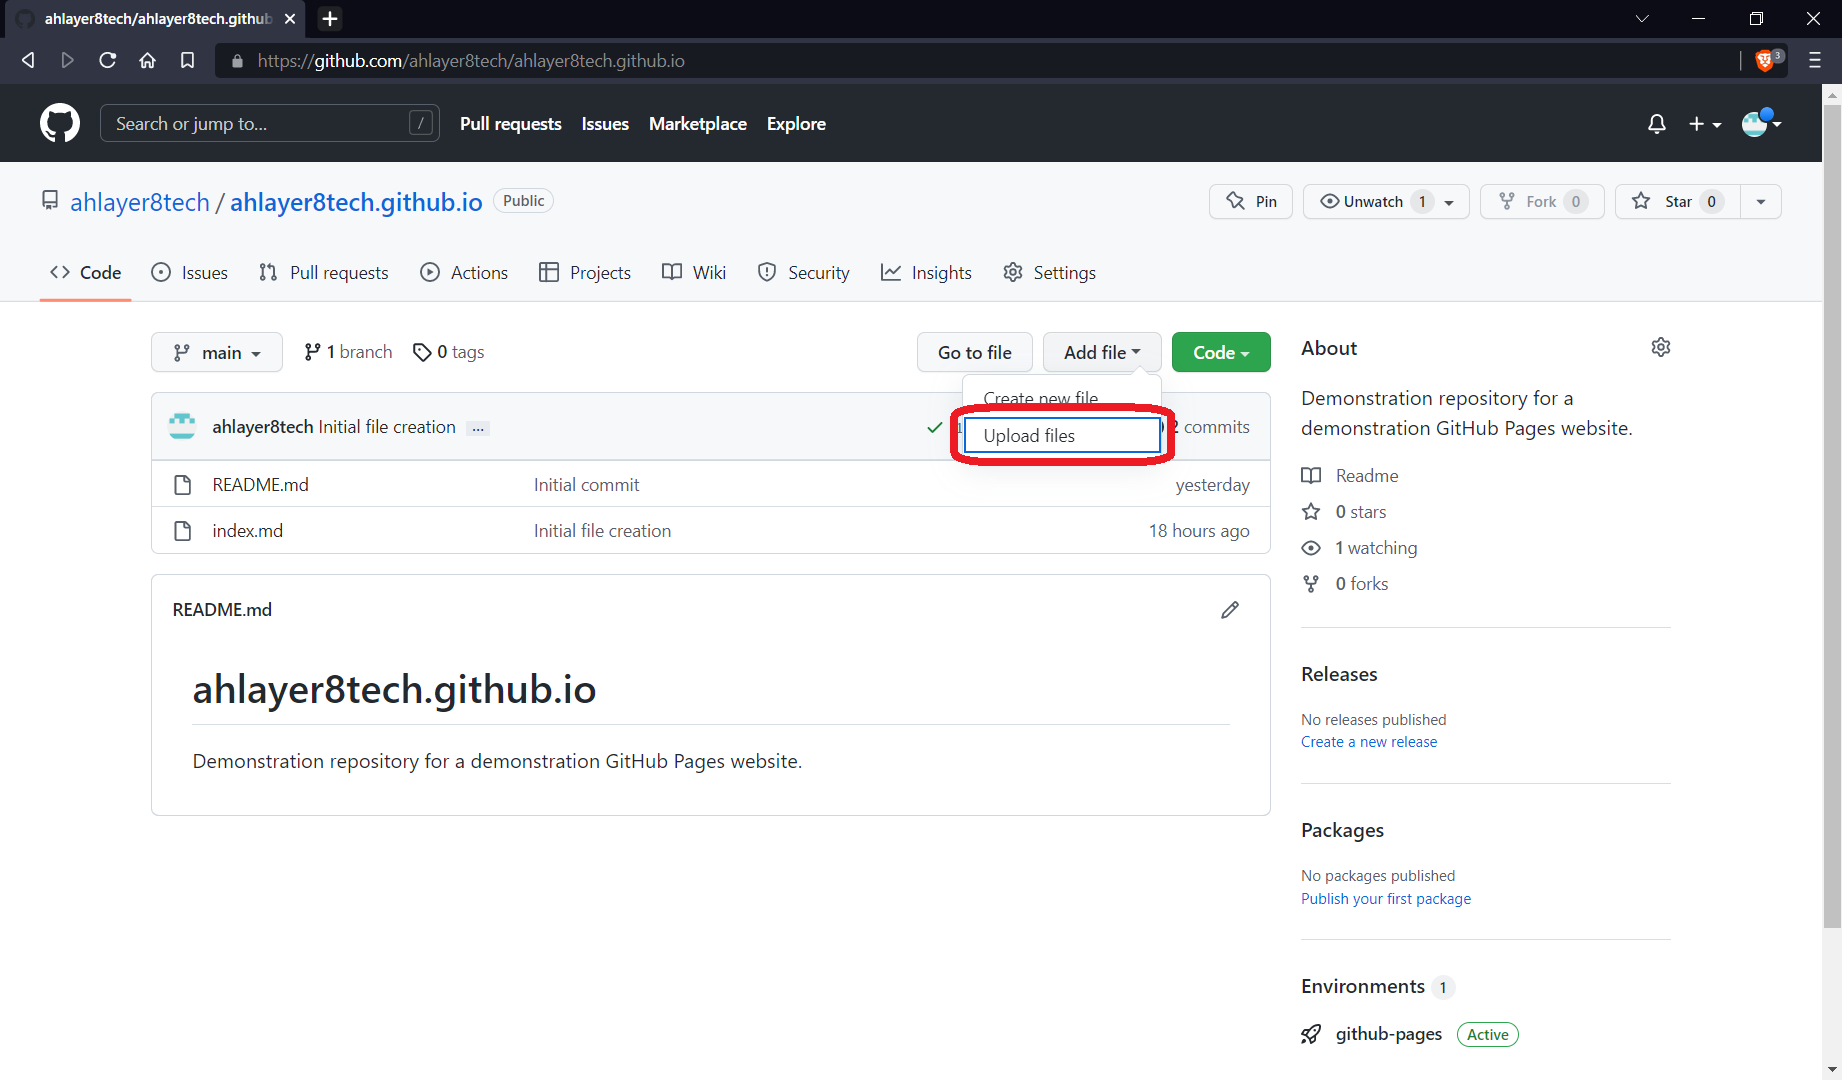 ahlayer8tech/ahlayer8tech.github
https://github.com/ahlayer8tech/ahlayer8tech.github.io
3
Search or jump to... /
Pull requests Issues Marketplace Explore
ahlayer8tech / ahlayer8tech.github.io Public
Pin Unwatch 1 Fork 0 Star 0
Code Issues Pull requests Actions Projects Wiki Security Insights Settings
main 1 branch 0 tags Go to file Add file Code
Create new file
Upload files
ahlayer8tech Initial file creation ... 2 commits
README.md Initial commit yesterday
index.md Initial file creation 18 hours ago
README.md
ahlayer8tech.github.io
Demonstration repository for a demonstration GitHub Pages website.
About
Demonstration repository for a
demonstration GitHub Pages website.
Readme
0 stars
1 watching
0 forks
Releases
No releases published
Create a new release
Packages
No packages published
Publish your first package
Environments 1
github-pages Active